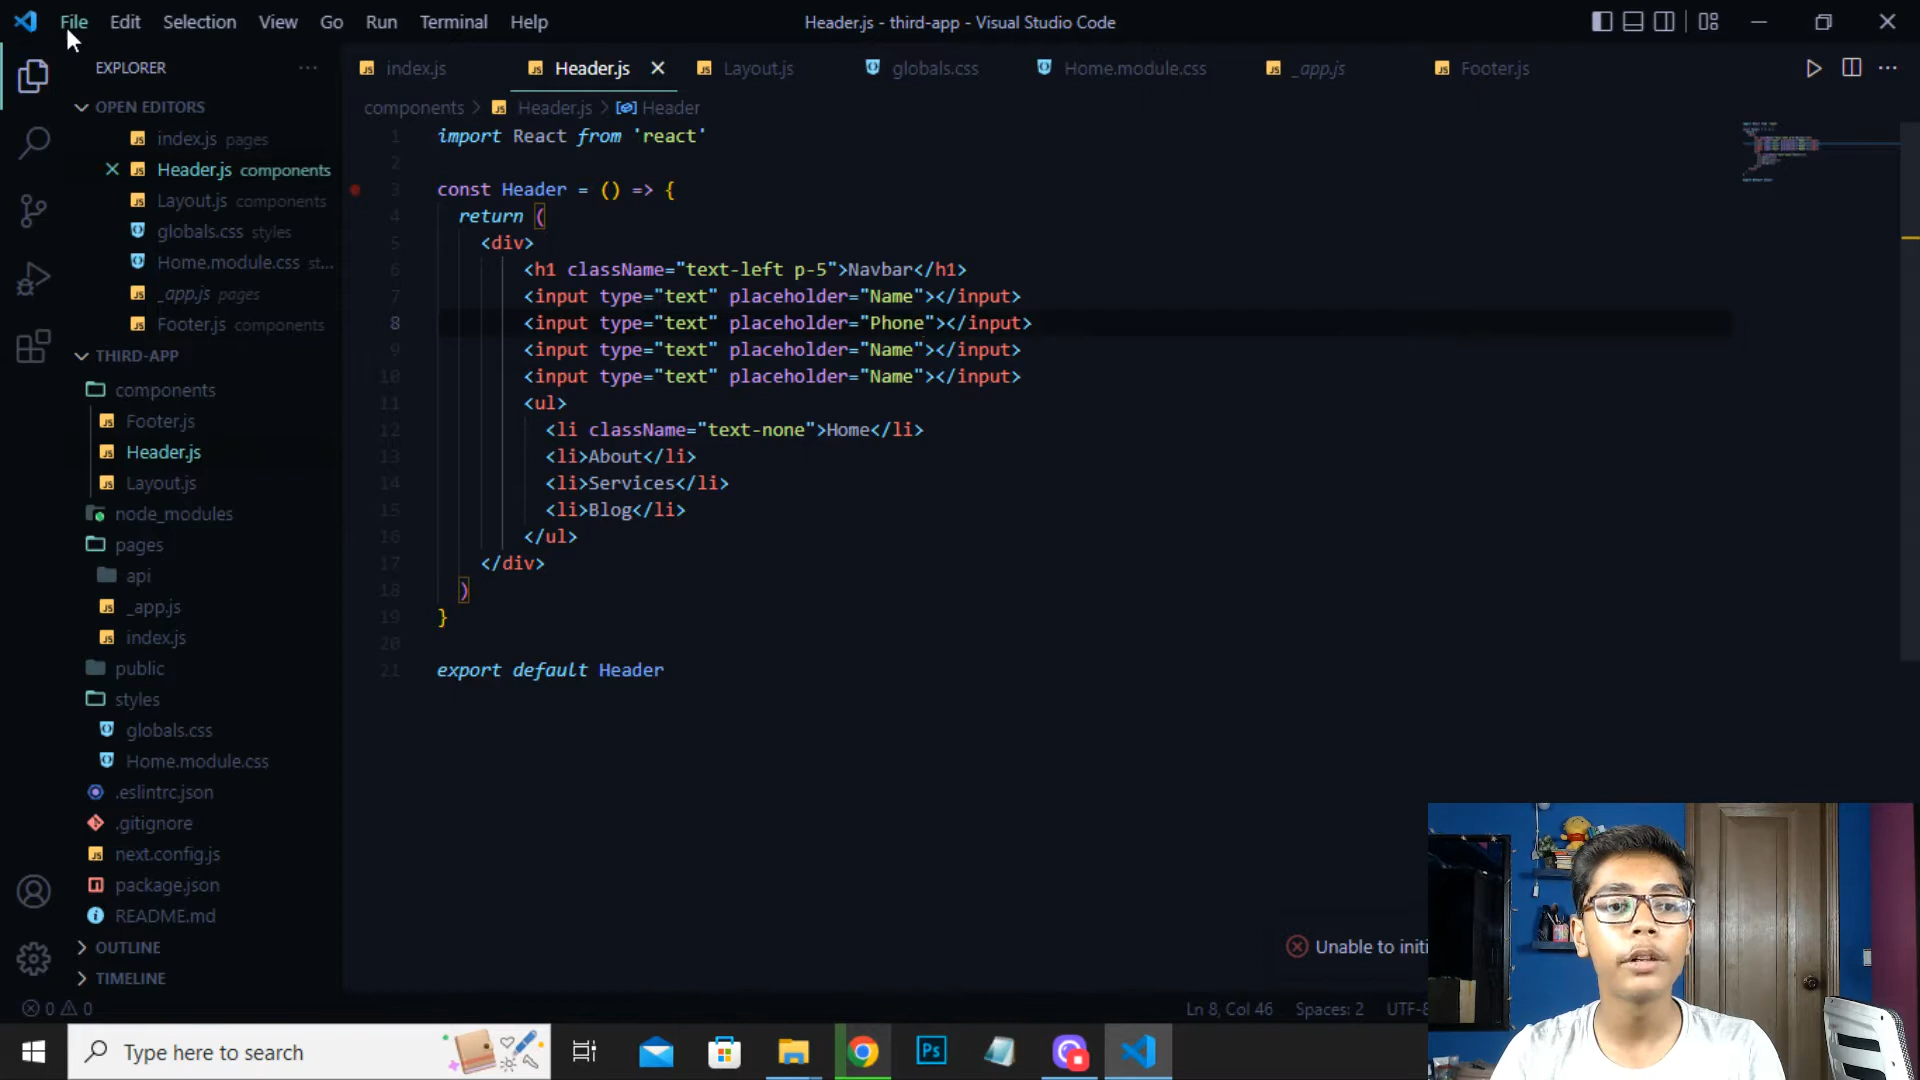 File Edit Selection View Go Run Terminal Help
Header.js - third-app - Visual Studio Code
EXPLORER
OPEN EDITORS
index.js pages
Header.js components
Layout.js components
globals.css styles
Home.module.css st...
_app.js pages
Footer.js components
THIRD-APP
components
Footer.js
Header.js
Layout.js
node_modules
pages
api
_app.js
index.js
public
styles
globals.css
Home.module.css
.eslintrc.json
.gitignore
next.config.js
package.json
README.md
OUTLINE
TIMELINE
index.js Header.js Layout.js globals.css Home.module.css _app.js Footer.js
components > Header.js > Header
1 import React from 'react'
2
3 const Header = () => {
4 return (
5 <div>
6 <h1 className="text-left p-5">Navbar</h1>
7 <input type="text" placeholder="Name"></input>
8 <input type="text" placeholder="Phone"></input>
9 <input type="text" placeholder="Name"></input>
10 <input type="text" placeholder="Name"></input>
11 <ul>
12 <li className="text-none">Home</li>
13 <li>About</li>
14 <li>Services</li>
15 <li>Blog</li>
16 </ul>
17 </div>
18 )
19 }
20
21 export default Header
Unable to initi
0 0
Ln 8, Col 46 Spaces: 2 UTF-8
Type here to search
Ps